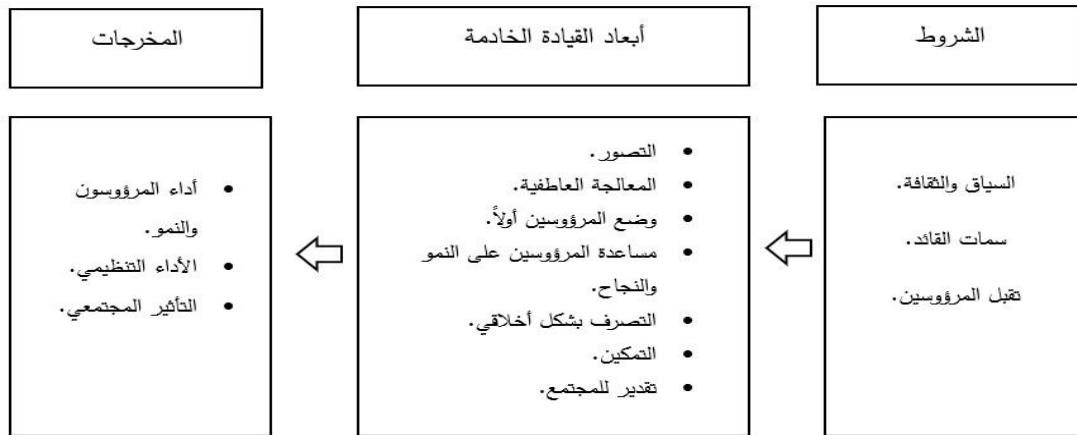 الشروط
أبعاد القيادة الخادمة
المخرجات
السياق والثقافة.
سمات القائد.
تقبل المرؤوسين.
• التصور.
• المعالجة العاطفية.
• وضع المرؤوسين أولاً.
• مساعدة المرؤوسين على النمو
والنجاح.
• التصرف بشكل أخلاقي.
• التمكين.
• تقدير للمجتمع.
• أداء المرؤوسون
والنمو.
• الأداء التنظيمي.
• التأثير المجتمعي.